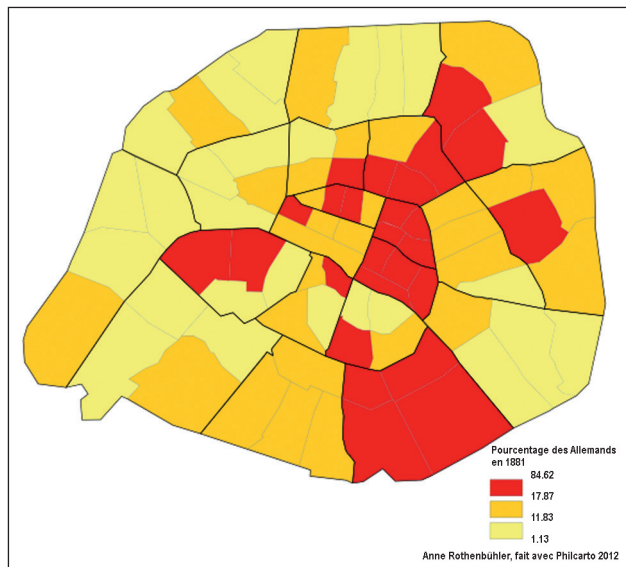 Pourcentage des Allemands
en 1881
84.62
17.87
11.83
1.13
Anne Rothenbühler, fait avec Philcarto 2012